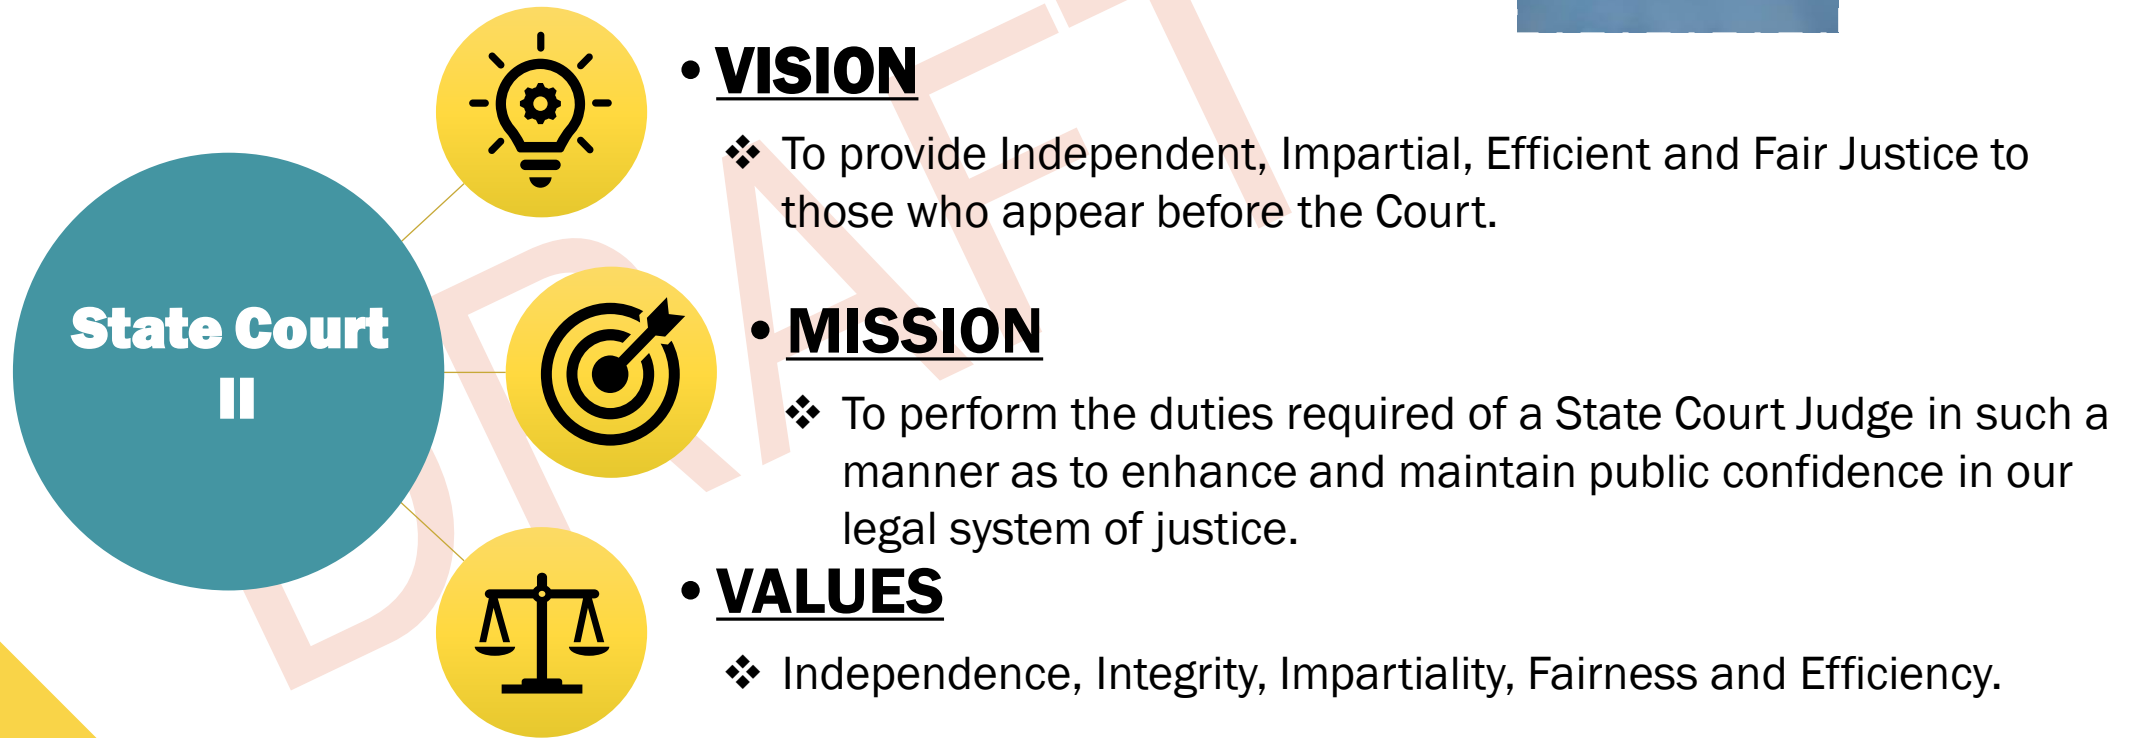 State Court
II
• VISION
❖ To provide Independent, Impartial, Efficient and Fair Justice to
those who appear before the Court.
• MISSION
❖ To perform the duties required of a State Court Judge in such a
manner as to enhance and maintain public confidence in our
legal system of justice.
• VALUES
❖ Independence, Integrity, Impartiality, Fairness and Efficiency.
DRAFT